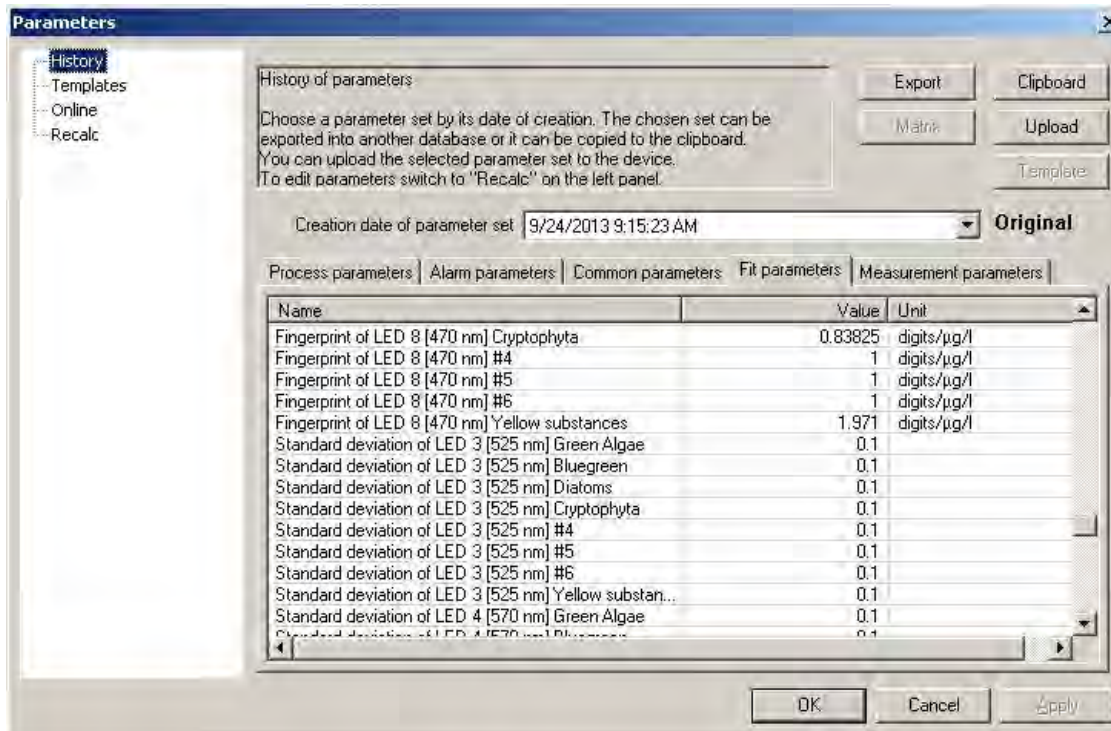 Parameters
History
Templates
Online
Recalc
History of parameters
Choose a parameter set by its date of creation. The chosen set can be
exported into another database or it can be copied to the clipboard.
You can upload the selected parameter set to the device.
To edit parameters switch to "Recalc" on the left panel.
Export
Clipboard
Matrix
Upload
Template
Creation date of parameter set 9/24/2013 9:15:23 AM Original
Process parameters Alarm parameters Common parameters Fit parameters Measurement parameters
Name Value Unit
Fingerprint of LED 8 [470 nm] Cryptophyta 0.83825 digits/µg/l
Fingerprint of LED 8 [470 nm] #4 1 digits/µg/l
Fingerprint of LED 8 [470 nm] #5 1 digits/µg/l
Fingerprint of LED 8 [470 nm] #6 1 digits/µg/l
Fingerprint of LED 8 [470 nm] Yellow substances 1.971 digits/µg/l
Standard deviation of LED 3 [525 nm] Green Algae 0.1
Standard deviation of LED 3 [525 nm] Bluegreen 0.1
Standard deviation of LED 3 [525 nm] Diatoms 0.1
Standard deviation of LED 3 [525 nm] Cryptophyta 0.1
Standard deviation of LED 3 [525 nm] #4 0.1
Standard deviation of LED 3 [525 nm] #5 0.1
Standard deviation of LED 3 [525 nm] #6 0.1
Standard deviation of LED 3 [525 nm] Yellow substan... 0.1
Standard deviation of LED 4 [570 nm] Green Algae 0.1
Standard deviation of LED 4 [570 nm] Bluegreen 0.1
OK Cancel Apply